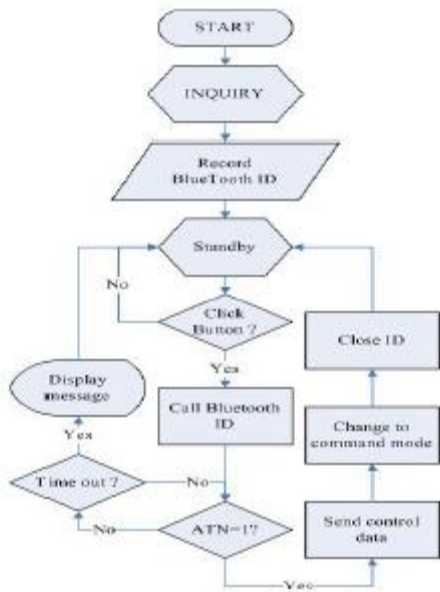 START
INQUIRY
Record
BlueTooth ID
Standby
No
Click
Button ?
Yes
Call Bluetooth
ID
Display
message
Yes
Time out ?
No
No
ATN=1?
Yes
Send control
data
Change to
command mode
Close ID